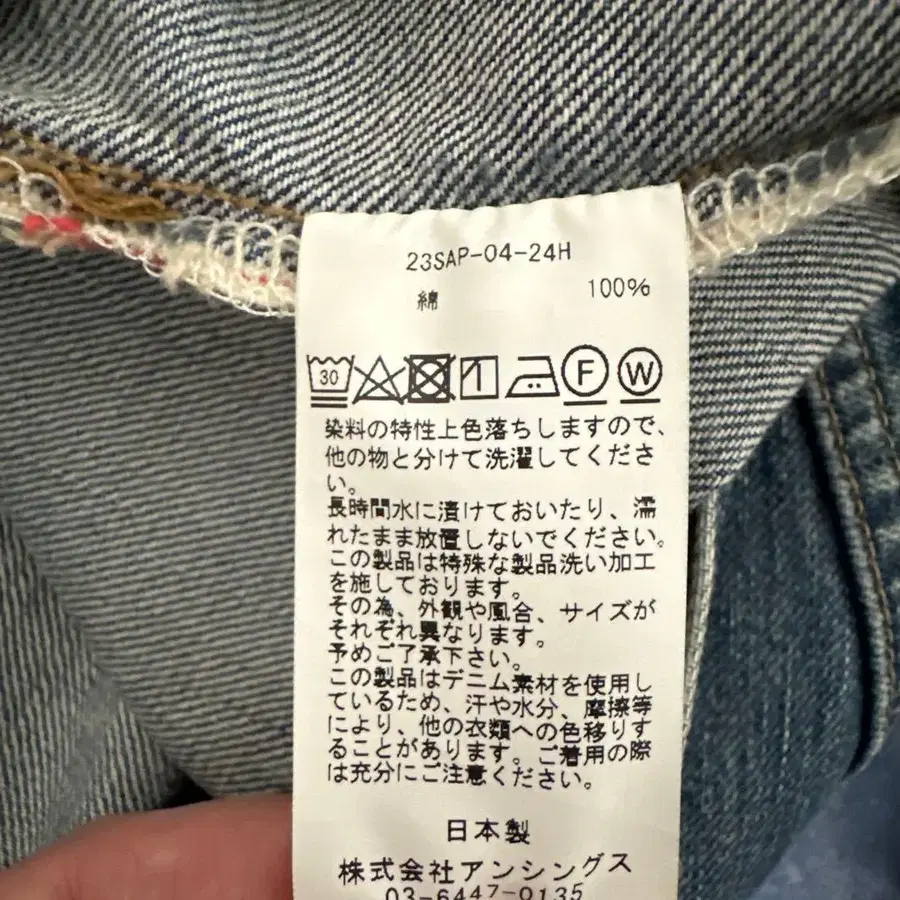 23SAP-04-24H
綿 100%
30
F W
染料の特性上色落ちしますので、
他の物と分けて洗濯してくださ
い。
長時間水に漬けておいたり、濡
れたまま放置しないでください。
この製品は特殊な製品洗い加工
を施しております。
その為、外観や風合、サイズが
それぞれ異なります。
予めご了承下さい。
この製品はデニム素材を使用し
ているため、汗や水分、摩擦等
により、他の衣類への色移りす
ることがあります。ご着用の際
は充分にご注意ください。
日本製
株式会社アンシングス
03-6447-0135